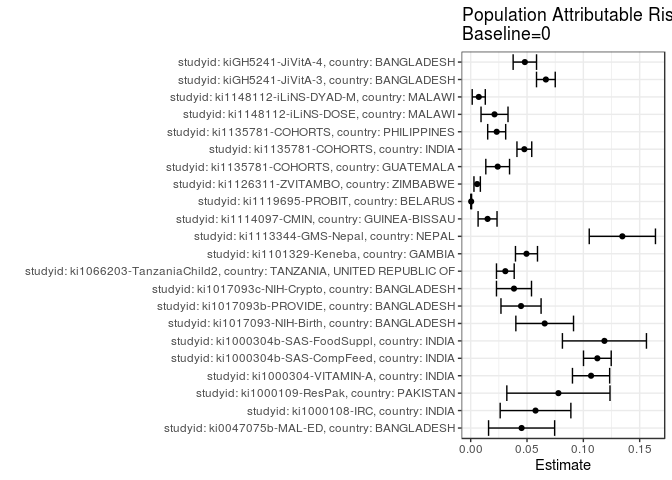 Population Attributable Ris
Baseline=0
studyid: kiGH5241-JiVitA-4, country: BANGLADESH
studyid: kiGH5241-JiVitA-3, country: BANGLADESH
studyid: ki1148112-iLiNS-DYAD-M, country: MALAWI
studyid: ki1148112-iLiNS-DOSE, country: MALAWI
studyid: ki1135781-COHORTS, country: PHILIPPINES
studyid: ki1135781-COHORTS, country: INDIA
studyid: ki1135781-COHORTS, country: GUATEMALA
studyid: ki1126311-ZVITAMBO, country: ZIMBABWE
studyid: ki1119695-PROBIT, country: BELARUS
studyid: ki1114097-CMIN, country: GUINEA-BISSAU
studyid: ki1113344-GMS-Nepal, country: NEPAL
studyid: ki1101329-Keneba, country: GAMBIA
studyid: ki1066203-TanzaniaChild2, country: TANZANIA, UNITED REPUBLIC OF
studyid: ki1017093c-NIH-Crypto, country: BANGLADESH
studyid: ki1017093b-PROVIDE, country: BANGLADESH
studyid: ki1017093-NIH-Birth, country: BANGLADESH
studyid: ki1000304b-SAS-FoodSuppl, country: INDIA
studyid: ki1000304b-SAS-CompFeed, country: INDIA
studyid: ki1000304-VITAMIN-A, country: INDIA
studyid: ki1000109-ResPak, country: PAKISTAN
studyid: ki1000108-IRC, country: INDIA
studyid: ki0047075b-MAL-ED, country: BANGLADESH
0.00 0.05 0.10 0.15
Estimate